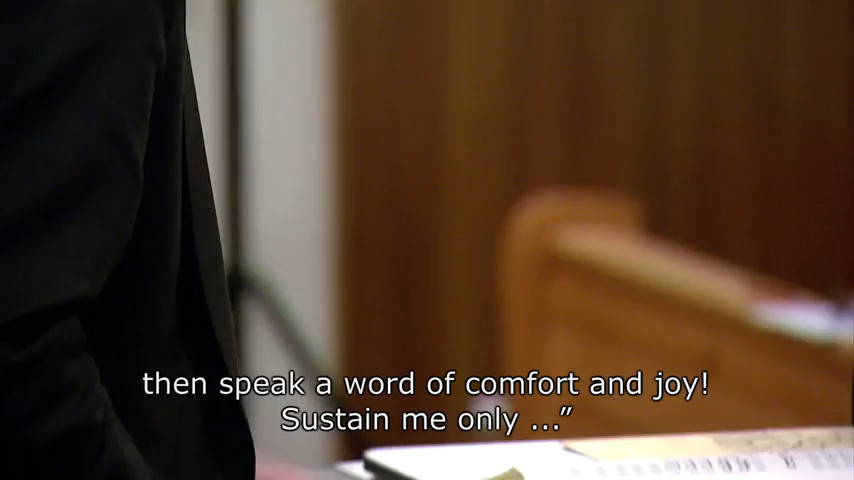 then speak a word of comfort and joy!
Sustain me only ...”